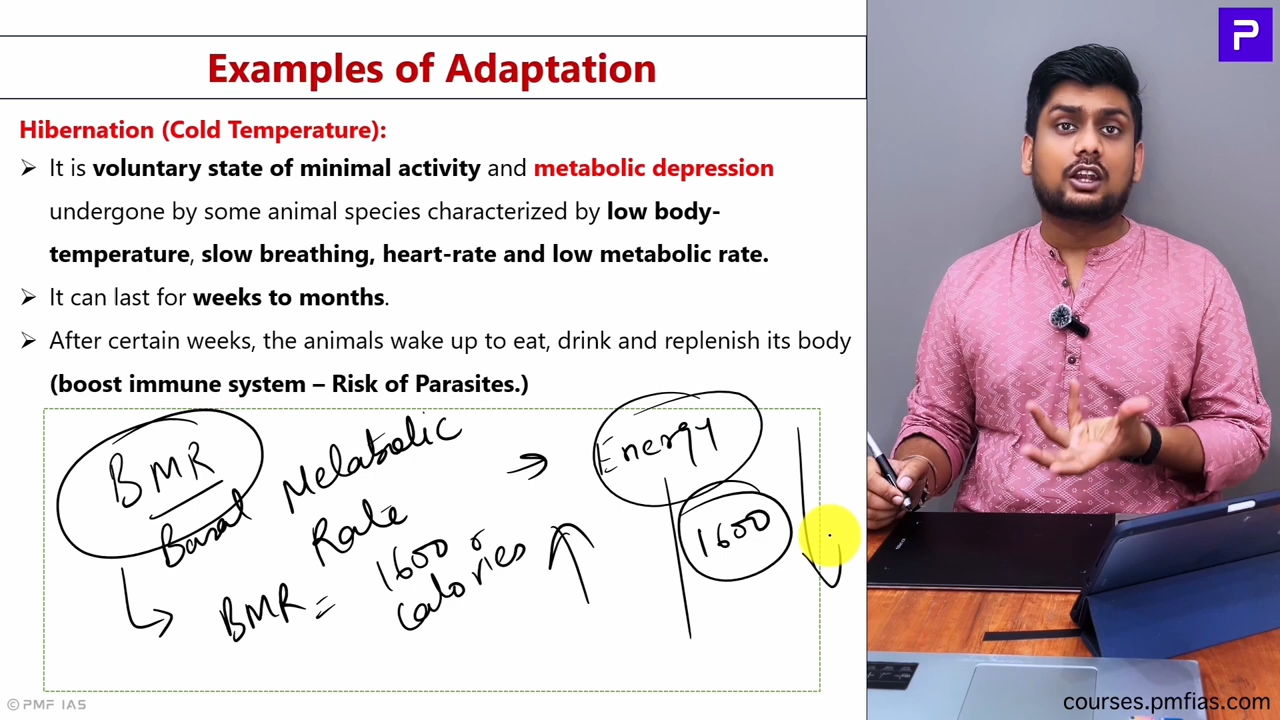 Examples of Adaptation
Hibernation (Cold Temperature):
➢ It is voluntary state of minimal activity and metabolic depression
undergone by some animal species characterized by low body-
temperature, slow breathing, heart-rate and low metabolic rate.
➢ It can last for weeks to months.
➢ After certain weeks, the animals wake up to eat, drink and replenish its body
(boost immune system – Risk of Parasites.)
BMR
Basal Metabolic
Rate
→ Energy
1600
BMR = 1600
calories
© PMF IAS
P
courses.pmfias.com